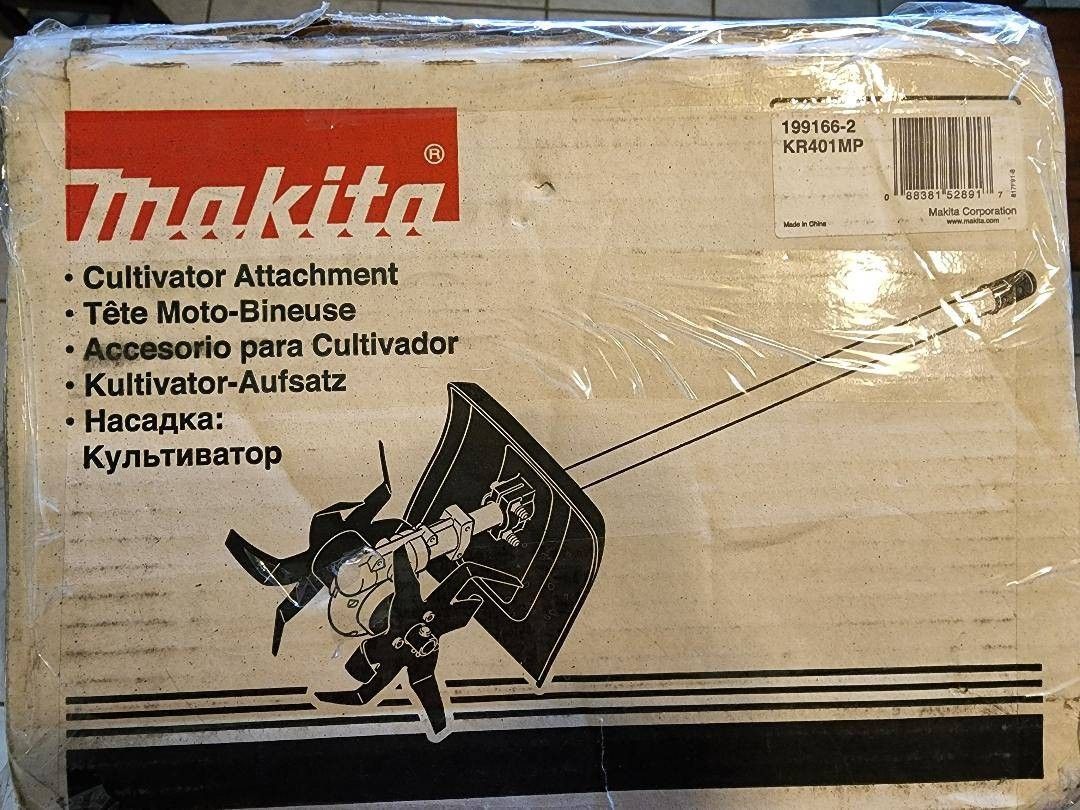 Makita®
199166-2
KR401MP
0 88381 52891 7
Made in China
Makita Corporation
www.makita.com
• Cultivator Attachment
• Tête Moto-Bineuse
• Accesorio para Cultivador
• Kultivator-Aufsatz
• Насадка:
Культиватор